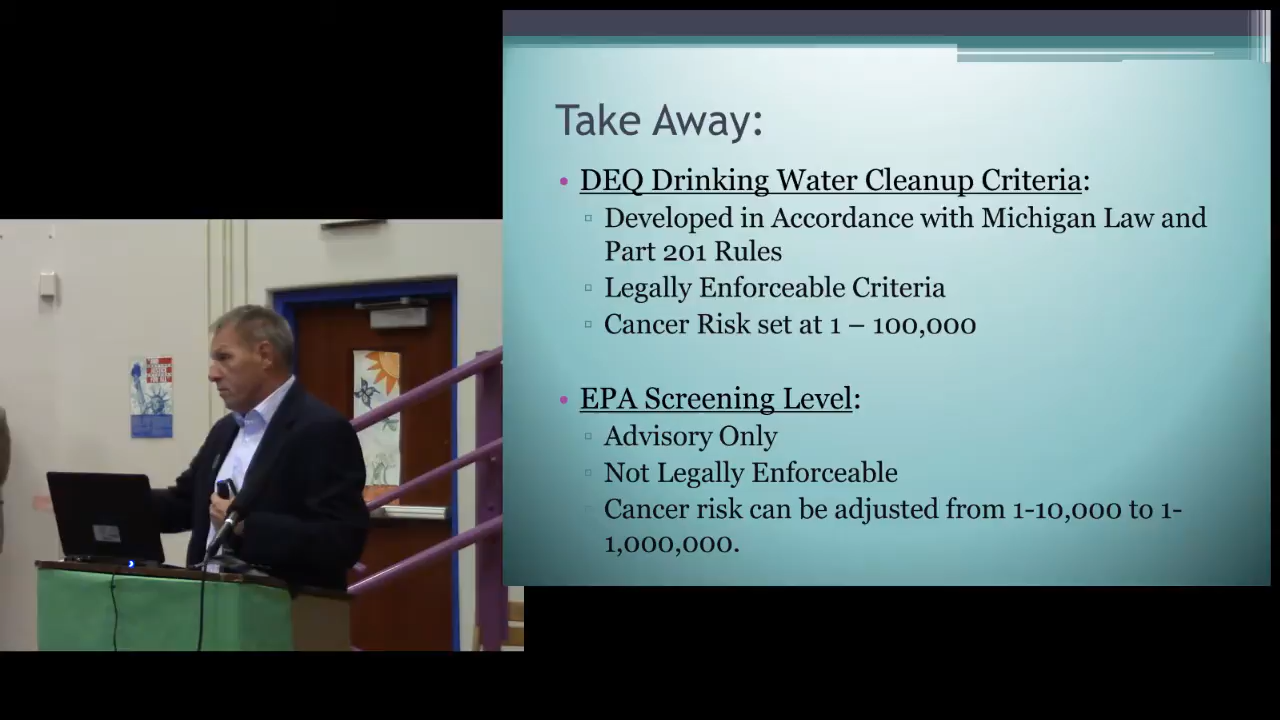 Take Away:
• DEQ Drinking Water Cleanup Criteria:
▫ Developed in Accordance with Michigan Law and
Part 201 Rules
▫ Legally Enforceable Criteria
▫ Cancer Risk set at 1 – 100,000
• EPA Screening Level:
▫ Advisory Only
▫ Not Legally Enforceable
▫ Cancer risk can be adjusted from 1-10,000 to 1-
1,000,000.